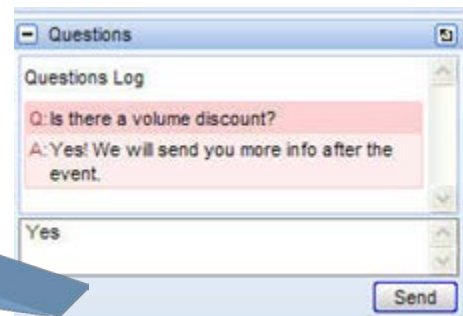 Questions
Questions Log
Q: Is there a volume discount?
A: Yes! We will send you more info after the
event.
Yes
Send